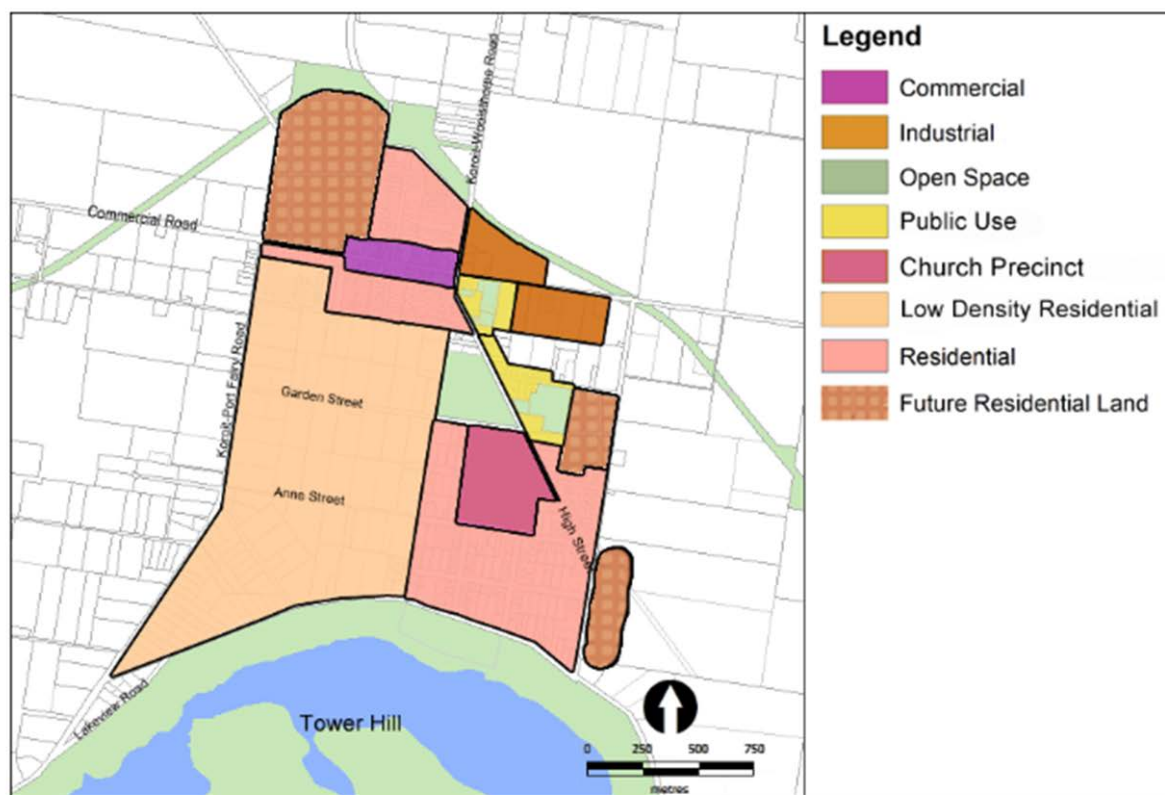 Koroit-Woolsthorpe Road
Commercial Road
Koroit-Port Fairy Road
Garden Street
Anne Street
High Street
Lakeview Road
Tower Hill
0 250 500 750
metres
Legend
Commercial
Industrial
Open Space
Public Use
Church Precinct
Low Density Residential
Residential
Future Residential Land